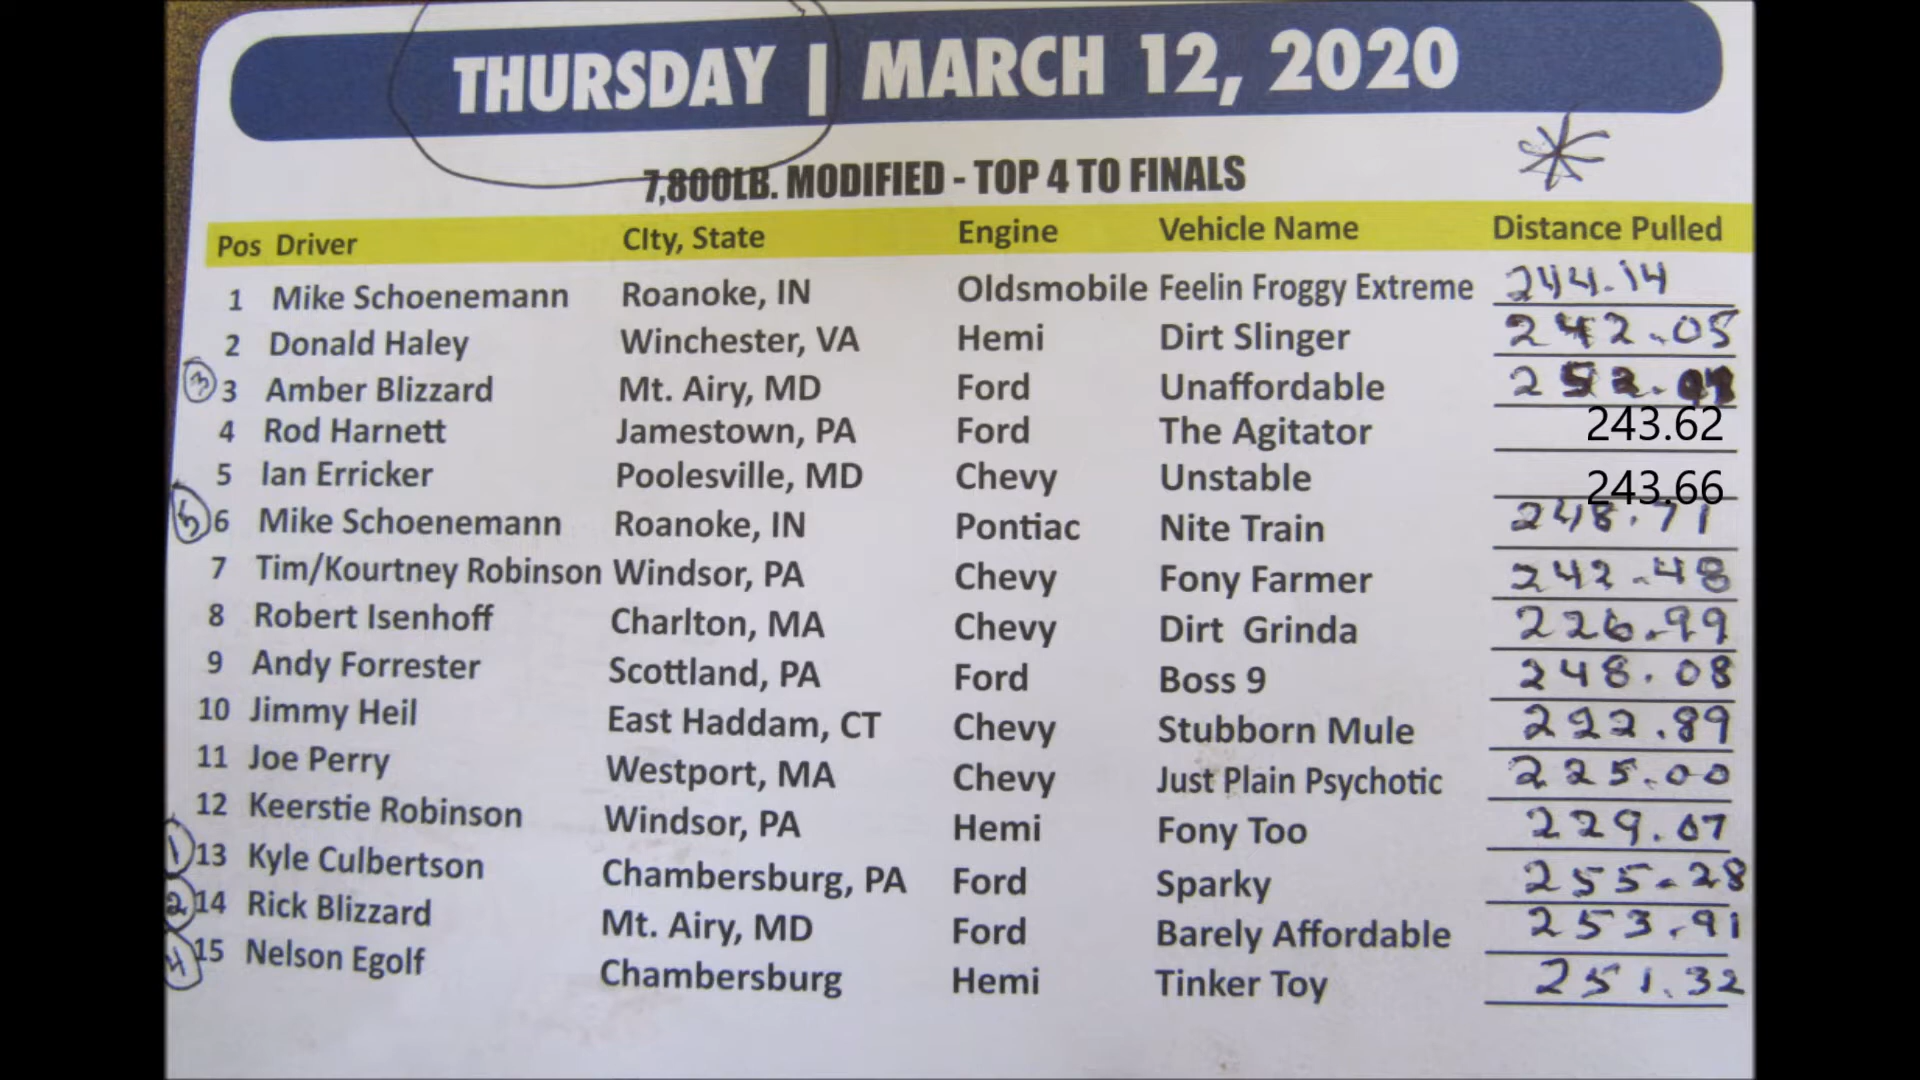 THURSDAY | MARCH 12, 2020
7,800LB. MODIFIED - TOP 4 TO FINALS
Pos Driver CIty, State Engine Vehicle Name Distance Pulled
1 Mike Schoenemann Roanoke, IN Oldsmobile Feelin Froggy Extreme 244.14
2 Donald Haley Winchester, VA Hemi Dirt Slinger 242.05
3 3 Amber Blizzard Mt. Airy, MD Ford Unaffordable
4 Rod Harnett Jamestown, PA Ford The Agitator 243.62
5 Ian Erricker Poolesville, MD Chevy Unstable 243.66
5 6 Mike Schoenemann Roanoke, IN Pontiac Nite Train 248.71
7 Tim/Kourtney Robinson Windsor, PA Chevy Fony Farmer 242.48
8 Robert Isenhoff Charlton, MA Chevy Dirt Grinda 226.99
9 Andy Forrester Scottland, PA Ford Boss 9 248.08
10 Jimmy Heil East Haddam, CT Chevy Stubborn Mule 222.89
11 Joe Perry Westport, MA Chevy Just Plain Psychotic 225.00
12 Keerstie Robinson Windsor, PA Hemi Fony Too 229.07
1 13 Kyle Culbertson Chambersburg, PA Ford Sparky 255.28
2 14 Rick Blizzard Mt. Airy, MD Ford Barely Affordable 253.91
4 15 Nelson Egolf Chambersburg Hemi Tinker Toy 251.32